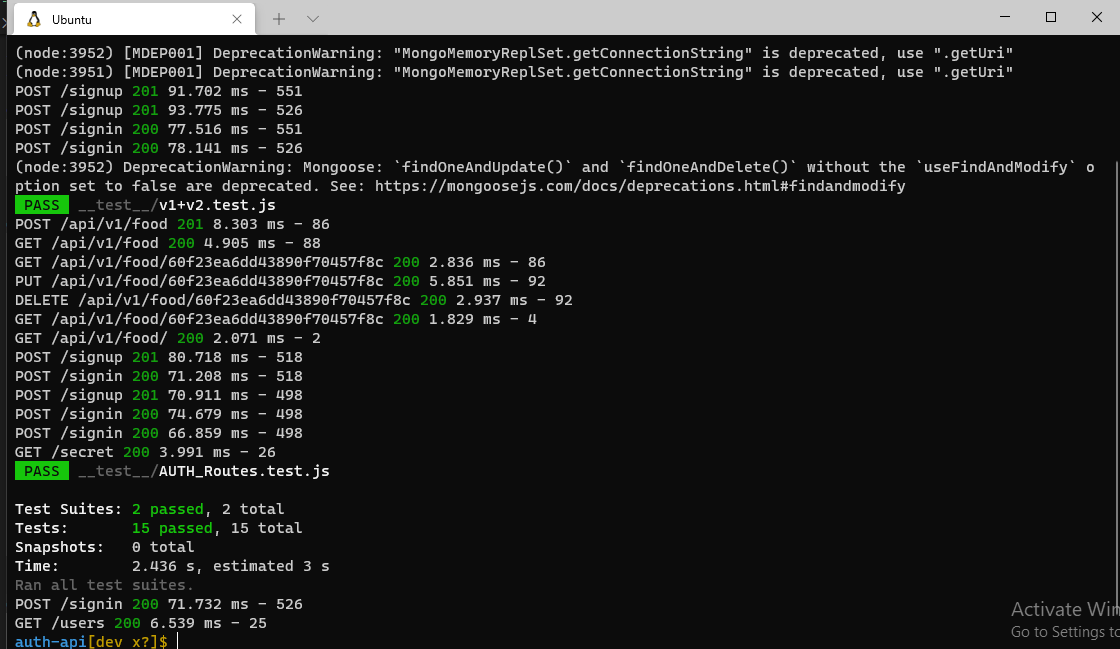 Ubuntu
(node:3952) [MDEP001] DeprecationWarning: "MongoMemoryReplSet.getConnectionString" is deprecated, use ".getUri"
(node:3951) [MDEP001] DeprecationWarning: "MongoMemoryReplSet.getConnectionString" is deprecated, use ".getUri"
POST /signup 201 91.702 ms - 551
POST /signup 201 93.775 ms - 526
POST /signin 200 77.516 ms - 551
POST /signin 200 78.141 ms - 526
(node:3952) DeprecationWarning: Mongoose: `findOneAndUpdate()` and `findOneAndDelete()` without the `useFindAndModify` o
ption set to false are deprecated. See: https://mongoosejs.com/docs/deprecations.html#findandmodify
PASS __test__/v1+v2.test.js
POST /api/v1/food 201 8.303 ms - 86
GET /api/v1/food 200 4.905 ms - 88
GET /api/v1/food/60f23ea6dd43890f70457f8c 200 2.836 ms - 86
PUT /api/v1/food/60f23ea6dd43890f70457f8c 200 5.851 ms - 92
DELETE /api/v1/food/60f23ea6dd43890f70457f8c 200 2.937 ms - 92
GET /api/v1/food/60f23ea6dd43890f70457f8c 200 1.829 ms - 4
GET /api/v1/food/ 200 2.071 ms - 2
POST /signup 201 80.718 ms - 518
POST /signin 200 71.208 ms - 518
POST /signup 201 70.911 ms - 498
POST /signin 200 74.679 ms - 498
POST /signin 200 66.859 ms - 498
GET /secret 200 3.991 ms - 26
PASS __test__/AUTH_Routes.test.js
Test Suites: 2 passed, 2 total
Tests: 15 passed, 15 total
Snapshots: 0 total
Time: 2.436 s, estimated 3 s
Ran all test suites.
POST /signin 200 71.732 ms - 526
GET /users 200 6.539 ms - 25
auth-api[dev x?]$
Activate Win
Go to Settings to